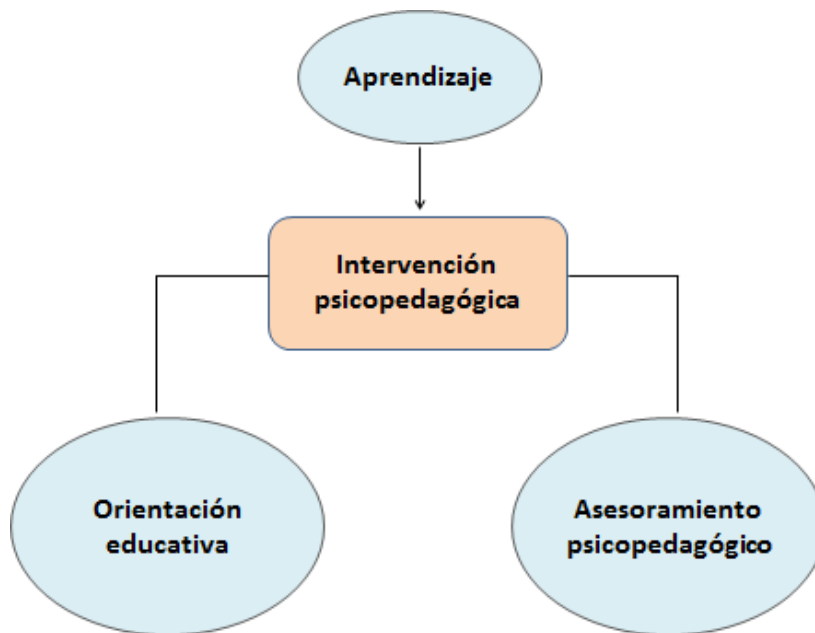 Aprendizaje
Intervención
psicopedagógica
Orientación
educativa
Asesoramiento
psicopedagógico